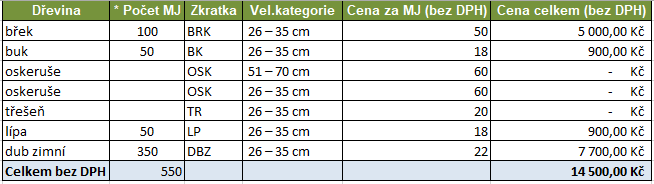 Dřevina * Počet MJ Zkratka Vel.kategorie Cena za MJ (bez DPH) Cena celkem (bez DPH)
břek 100 BRK 26 – 35 cm 50 5 000,00 Kč
buk 50 BK 26 – 35 cm 18 900,00 Kč
oskeruše OSK 51 – 70 cm 60 - Kč
oskeruše OSK 26 – 35 cm 60 - Kč
třešeň TR 26 – 35 cm 20 - Kč
lípa 50 LP 26 – 35 cm 18 900,00 Kč
dub zimní 350 DBZ 26 – 35 cm 22 7 700,00 Kč
Celkem bez DPH 550 14 500,00 Kč